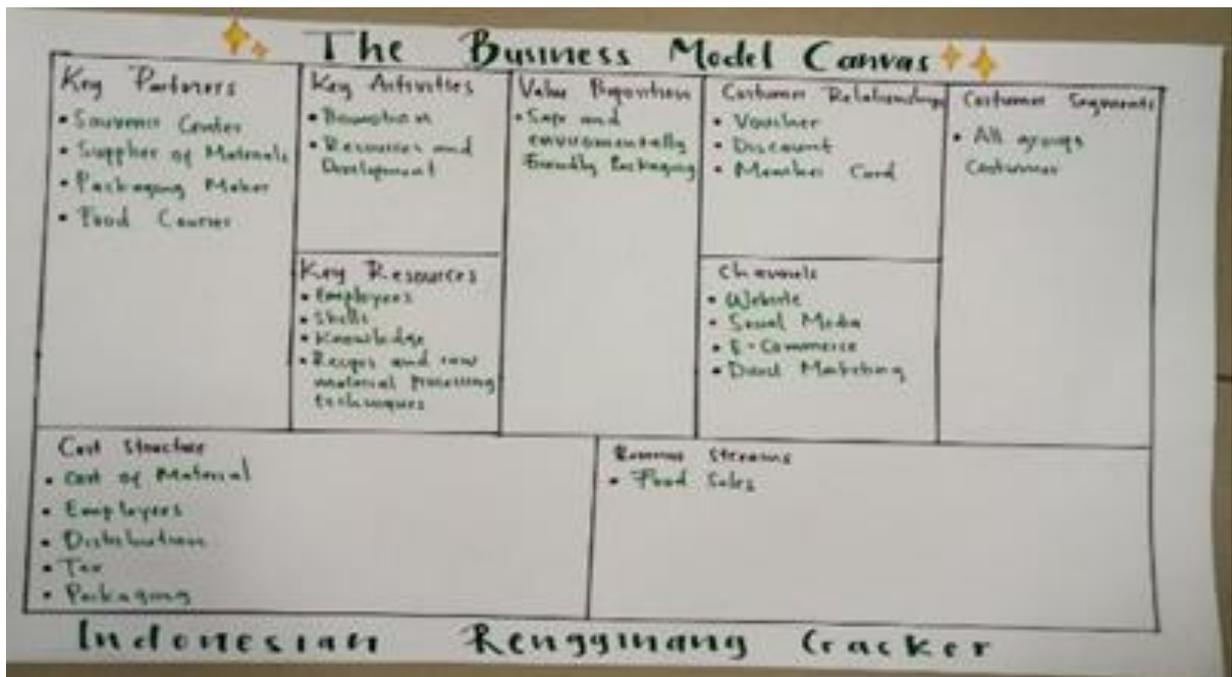 The Business Model Canvas
Key Partners
• Souvenir Center
• Supplier of Materials
• Packaging Maker
• Food Courier
Key Activities
• Promotion
• Resources and
Development
Key Resources
• Employees
• Skills
• Knowledge
• Recipes and raw
material processing
techniques
Value Proposition
• Safe and
enviromentally
friendly Packaging
Customer Relationship
• Voucher
• Discount
• Member Card
Channels
• Website
• Social Media
• E-Commerce
• Direct Marketing
Customer Segments
• All groups
Customer
Cost Structure
• Cost of Material
• Employees
• Distribution
• Tax
• Packaging
Revenue Streams
• Food Sales
Indonesian Rengginang Cracker